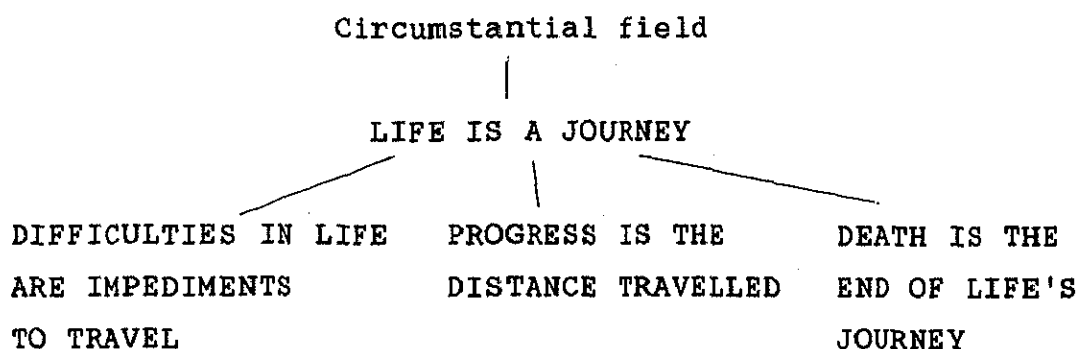 Circumstantial field
LIFE IS A JOURNEY
DIFFICULTIES IN LIFE
ARE IMPEDIMENTS
TO TRAVEL
PROGRESS IS THE
DISTANCE TRAVELLED
DEATH IS THE
END OF LIFE'S
JOURNEY